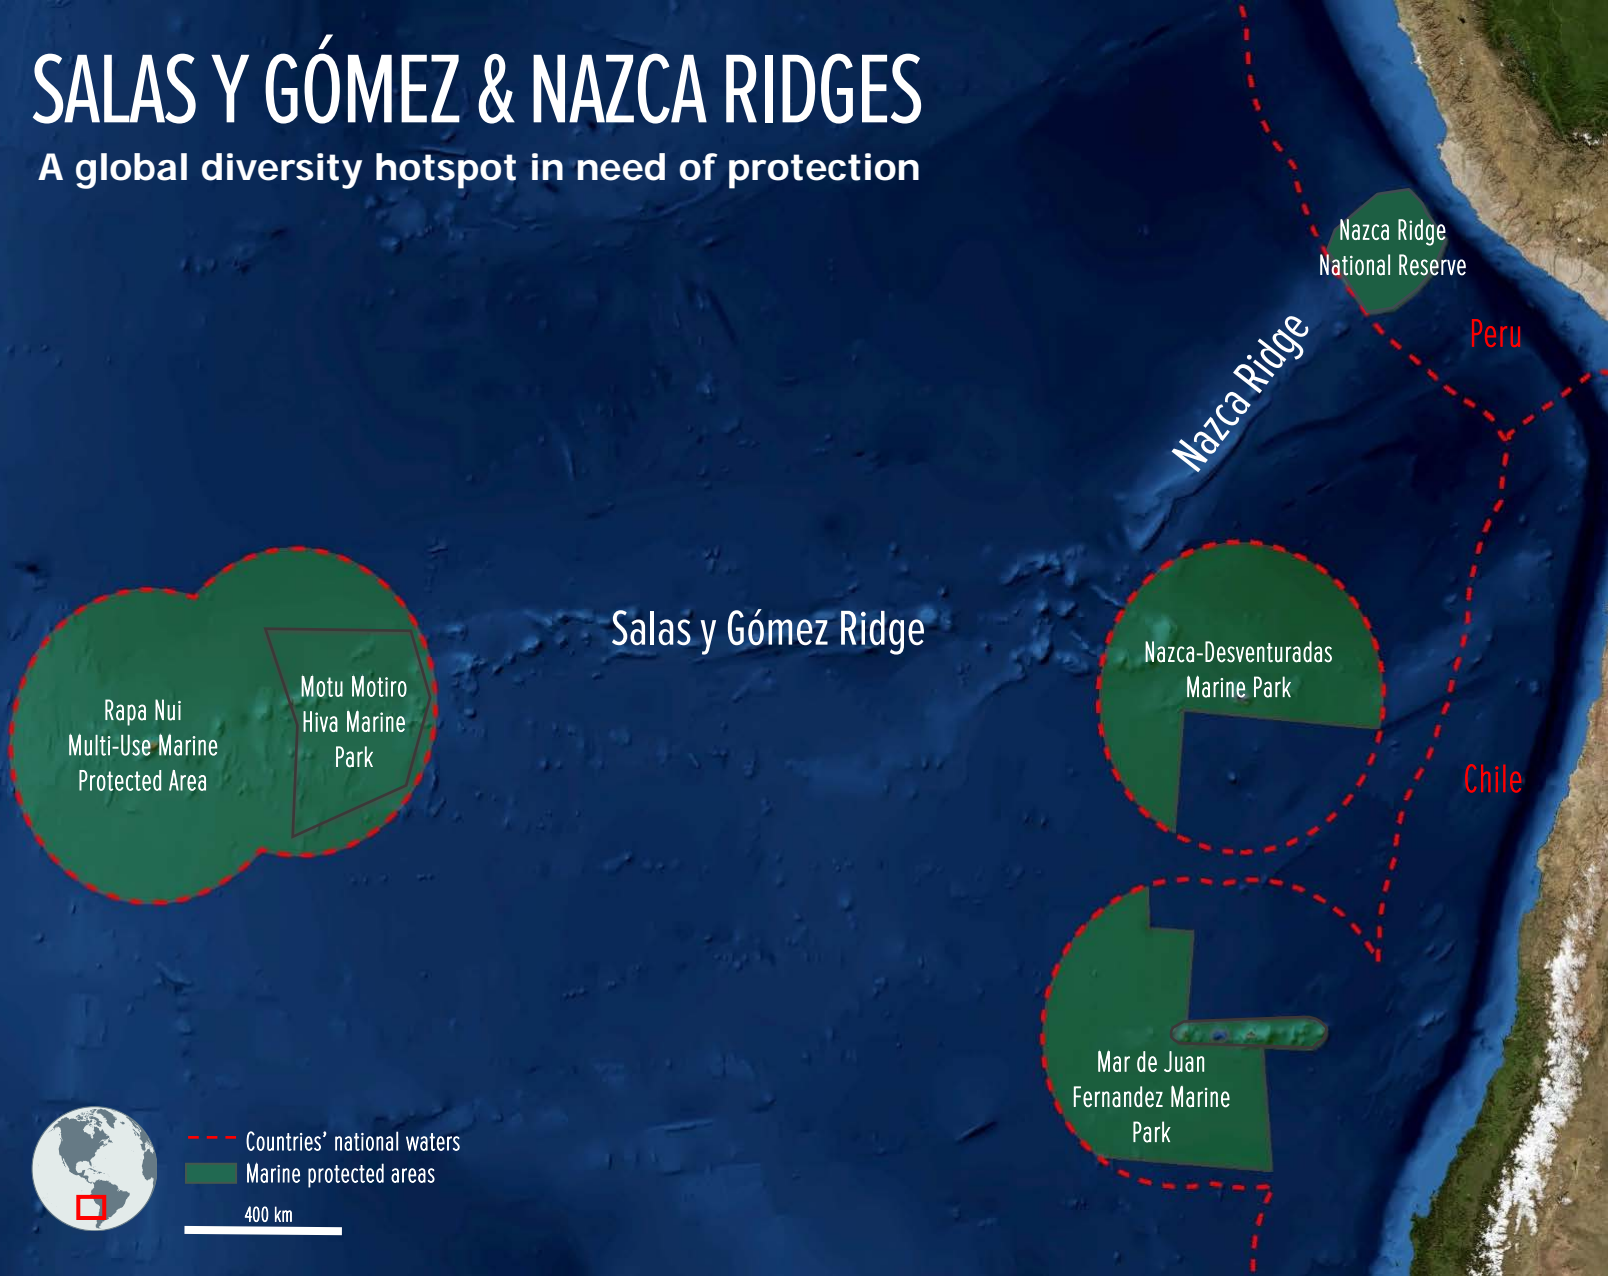 SALAS Y GÓMEZ & NAZCA RIDGES
A global diversity hotspot in need of protection
Nazca Ridge
National Reserve
Peru
Nazca Ridge
Salas y Gómez Ridge
Nazca-Desventuradas
Marine Park
Motu Motiro
Hiva Marine
Park
Rapa Nui
Multi-Use Marine
Protected Area
Chile
Mar de Juan
Fernandez Marine
Park
Countries’ national waters
Marine protected areas
400 km